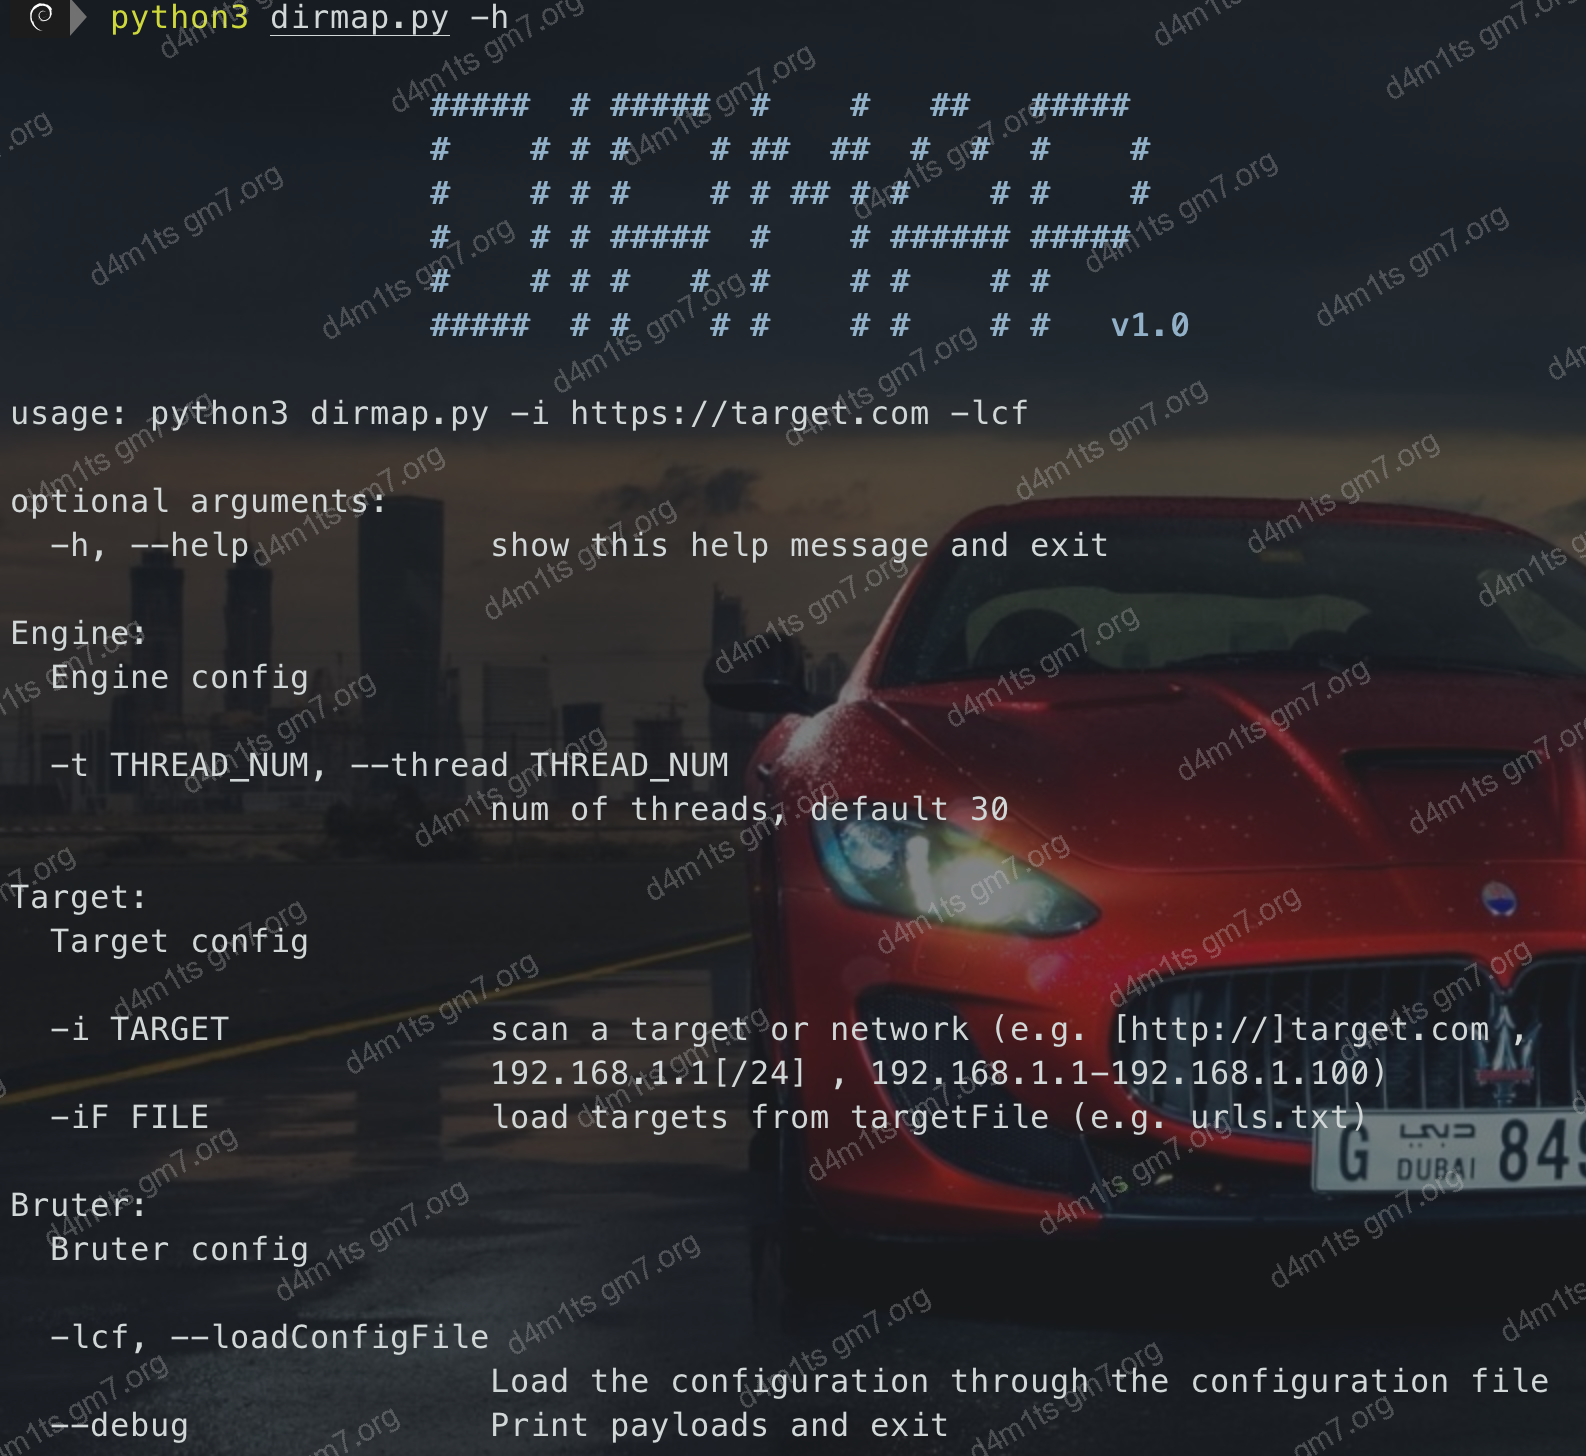 python3 dirmap.py -h
##### # ##### # # ## #####
# # # # # ## ## # # # #
# # # # # # ## # # # # #
# # # ##### # # ###### #####
# # # # # # # # # #
##### # # # # # # # # v1.0
usage: python3 dirmap.py -i https://target.com -lcf
optional arguments:
-h, --help show this help message and exit
Engine:
Engine config
-t THREAD_NUM, --thread THREAD_NUM
num of threads, default 30
Target:
Target config
-i TARGET scan a target or network (e.g. [http://]target.com ,
192.168.1.1[/24] , 192.168.1.1-192.168.1.100)
-iF FILE load targets from targetFile (e.g. urls.txt)
G دبي DUBAI 849
Bruter:
Bruter config
-lcf, --loadConfigFile
Load the configuration through the configuration file
--debug Print payloads and exit
d4m1ts gm7.org